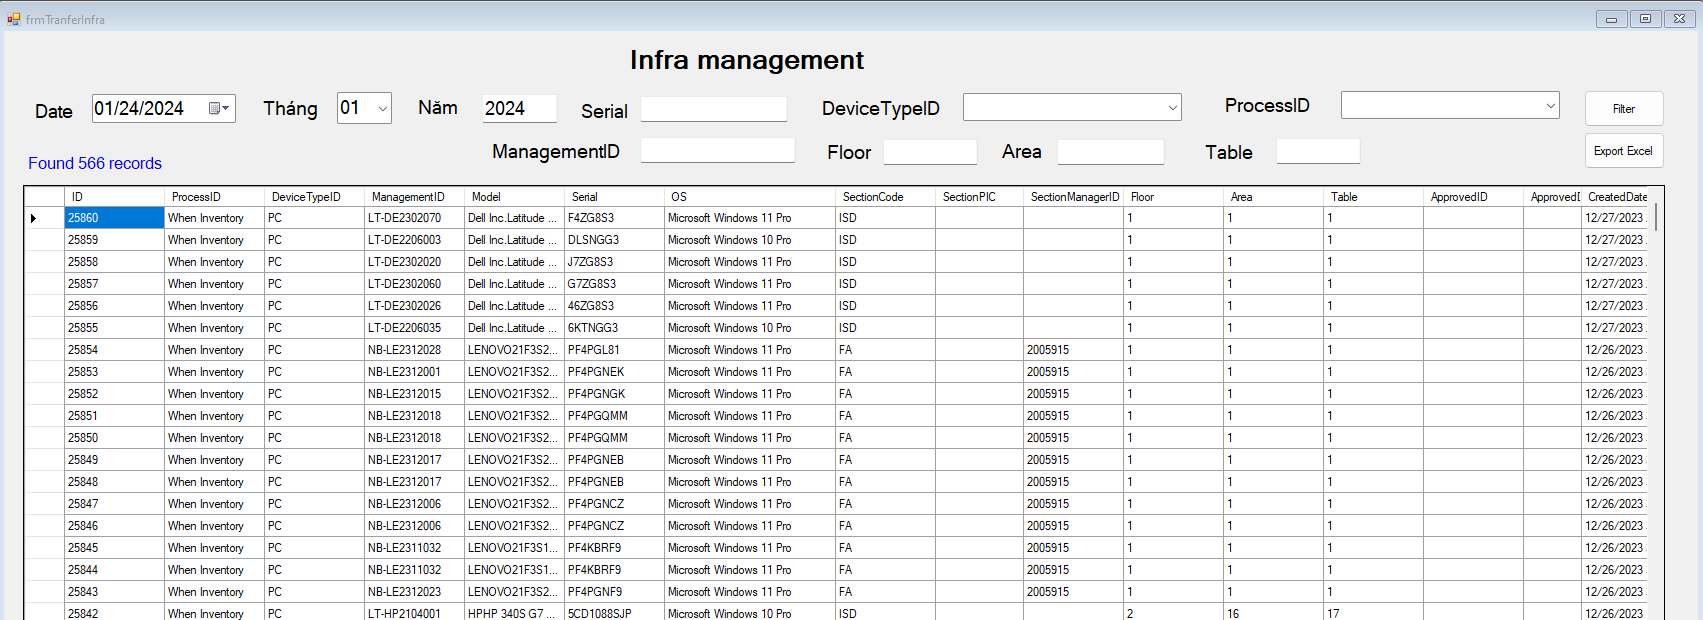 frmTranferInfra
Infra management
Date 01/24/2024 Tháng 01 Năm 2024 Serial DeviceTypeID ProcessID Filter
ManagementID Floor Area Table Export Excel
Found 566 records
ID ProcessID DeviceTypeID ManagementID Model Serial OS SectionCode SectionPIC SectionManagerID Floor Area Table ApprovedID Approved CreatedDate
25860 When Inventory PC LT-DE2302070 Dell Inc.Latitude ... F4ZG8S3 Microsoft Windows 11 Pro ISD 1 1 1 12/27/2023
25859 When Inventory PC LT-DE2206003 Dell Inc.Latitude ... DLSNGG3 Microsoft Windows 10 Pro ISD 1 1 1 12/27/2023
25858 When Inventory PC LT-DE2302020 Dell Inc.Latitude ... J7ZG8S3 Microsoft Windows 11 Pro ISD 1 1 1 12/27/2023
25857 When Inventory PC LT-DE2302060 Dell Inc.Latitude ... G7ZG8S3 Microsoft Windows 11 Pro ISD 1 1 1 12/27/2023
25856 When Inventory PC LT-DE2302026 Dell Inc.Latitude ... 46ZG8S3 Microsoft Windows 11 Pro ISD 1 1 1 12/27/2023
25855 When Inventory PC LT-DE2206035 Dell Inc.Latitude ... 6KTNGG3 Microsoft Windows 10 Pro ISD 1 1 1 12/27/2023
25854 When Inventory PC NB-LE2312028 LENOVO21F3S2... PF4PGL81 Microsoft Windows 11 Pro FA 2005915 1 1 1 12/26/2023
25853 When Inventory PC NB-LE2312001 LENOVO21F3S2... PF4PGNEK Microsoft Windows 11 Pro FA 2005915 1 1 1 12/26/2023
25852 When Inventory PC NB-LE2312015 LENOVO21F3S2... PF4PGNGK Microsoft Windows 11 Pro FA 2005915 1 1 1 12/26/2023
25851 When Inventory PC NB-LE2312018 LENOVO21F3S2... PF4PGQMM Microsoft Windows 11 Pro FA 2005915 1 1 1 12/26/2023
25850 When Inventory PC NB-LE2312018 LENOVO21F3S2... PF4PGQMM Microsoft Windows 11 Pro FA 2005915 1 1 1 12/26/2023
25849 When Inventory PC NB-LE2312017 LENOVO21F3S2... PF4PGNEB Microsoft Windows 11 Pro FA 2005915 1 1 1 12/26/2023
25848 When Inventory PC NB-LE2312017 LENOVO21F3S2... PF4PGNEB Microsoft Windows 11 Pro FA 2005915 1 1 1 12/26/2023
25847 When Inventory PC NB-LE2312006 LENOVO21F3S2... PF4PGNCZ Microsoft Windows 11 Pro FA 2005915 1 1 1 12/26/2023
25846 When Inventory PC NB-LE2312006 LENOVO21F3S2... PF4PGNCZ Microsoft Windows 11 Pro FA 2005915 1 1 1 12/26/2023
25845 When Inventory PC NB-LE2311032 LENOVO21F3S1... PF4KBRF9 Microsoft Windows 11 Pro FA 2005915 1 1 1 12/26/2023
25844 When Inventory PC NB-LE2311032 LENOVO21F3S1... PF4KBRF9 Microsoft Windows 11 Pro FA 2005915 1 1 1 12/26/2023
25843 When Inventory PC NB-LE2312023 LENOVO21F3S2... PF4PGNF9 Microsoft Windows 11 Pro FA 2005915 1 1 1 12/26/2023
25842 When Inventory PC LT-HP2104001 HPHP 340S G7 ... 5CD1088SJP Microsoft Windows 10 Pro ISD 2 16 17 12/26/2023